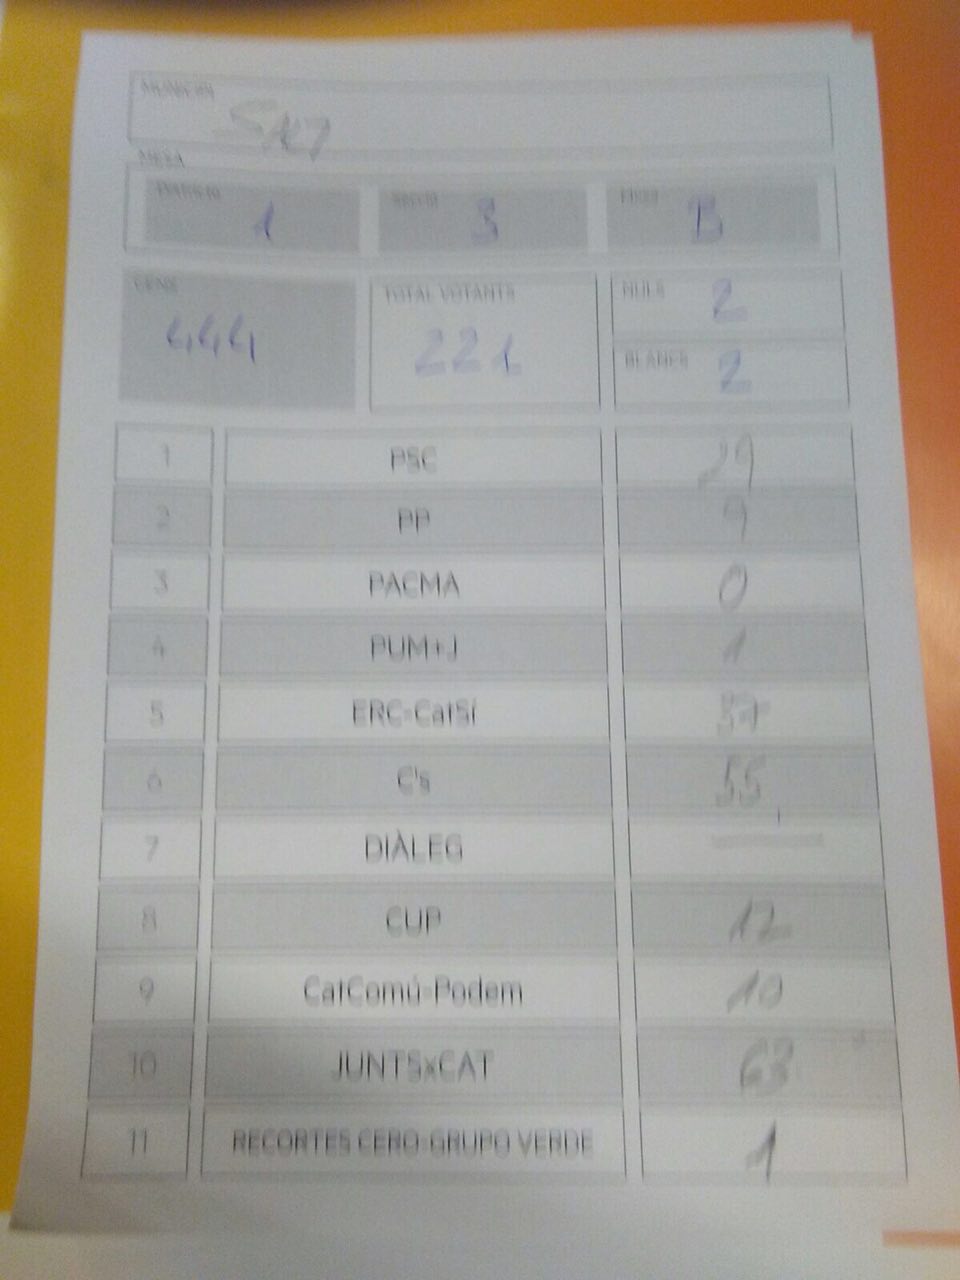 MUNICIPI
SALT
MESA
DISTRICTE SECCIÓ MESA
1 3 B
CENS TOTAL VOTANTS NULS
444 221 2
BLANCS 2
1 PSC 29
2 PP 9
3 PACMA 0
4 PUM+J 1
5 ERC-CatSí 37
6 C's 55
7 DIÀLEG
8 CUP 12
9 CatComú-Podem 10
10 JUNTSxCAT 63
11 RECORTES CERO-GRUPO VERDE 1